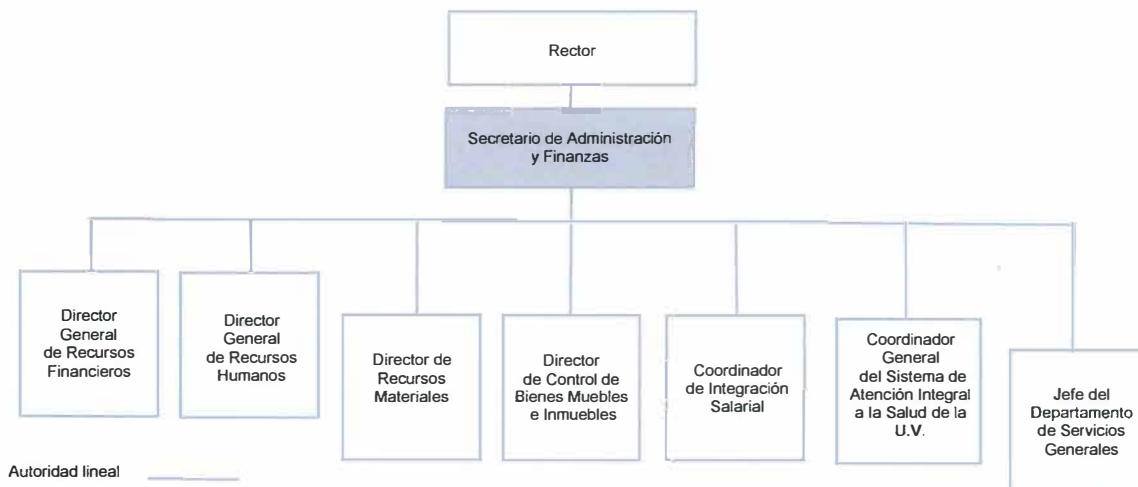 Rector
Secretario de Administración
y Finanzas
Director
General
de Recursos
Financieros
Director
General
de Recursos
Humanos
Director de
Recursos
Materiales
Director
de Control de
Bienes Muebles
e Inmuebles
Coordinador
de Integración
Salarial
Coordinador
General
del Sistema de
Atención Integral
a la Salud de la
U.V.
Jefe del
Departamento
de Servicios
Generales
Autoridad lineal